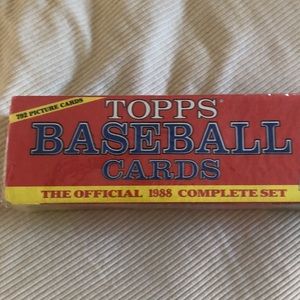 792 PICTURE CARDS
TOPPS®
BASEBALL
CARDS
THE OFFICIAL 1988 COMPLETE SET